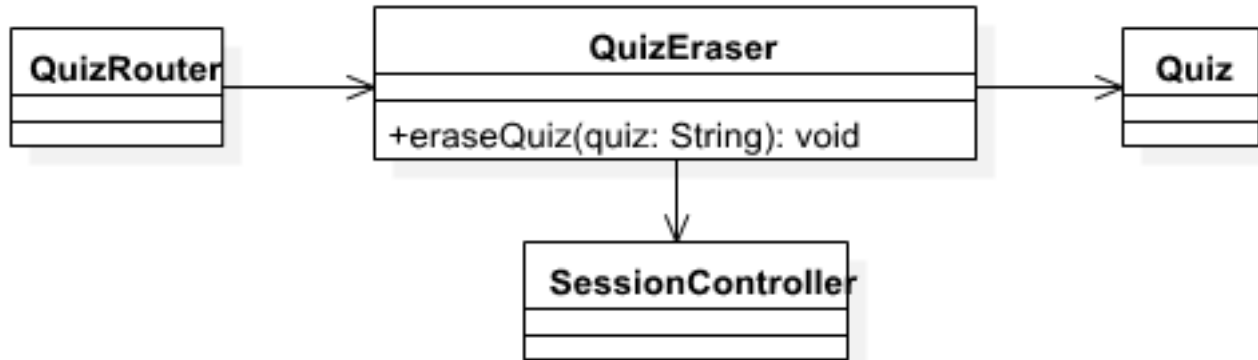 QuizRouter
QuizEraser
+eraseQuiz(quiz: String): void
Quiz
SessionController